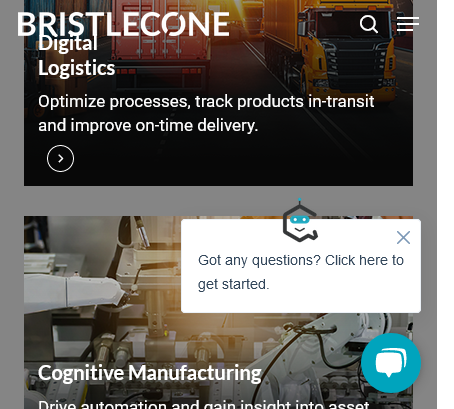 BRISTLECONE
Digital
Logistics
Optimize processes, track products in-transit
and improve on-time delivery.
Got any questions? Click here to
get started.
Cognitive Manufacturing
Drive automation and gain insight into asset